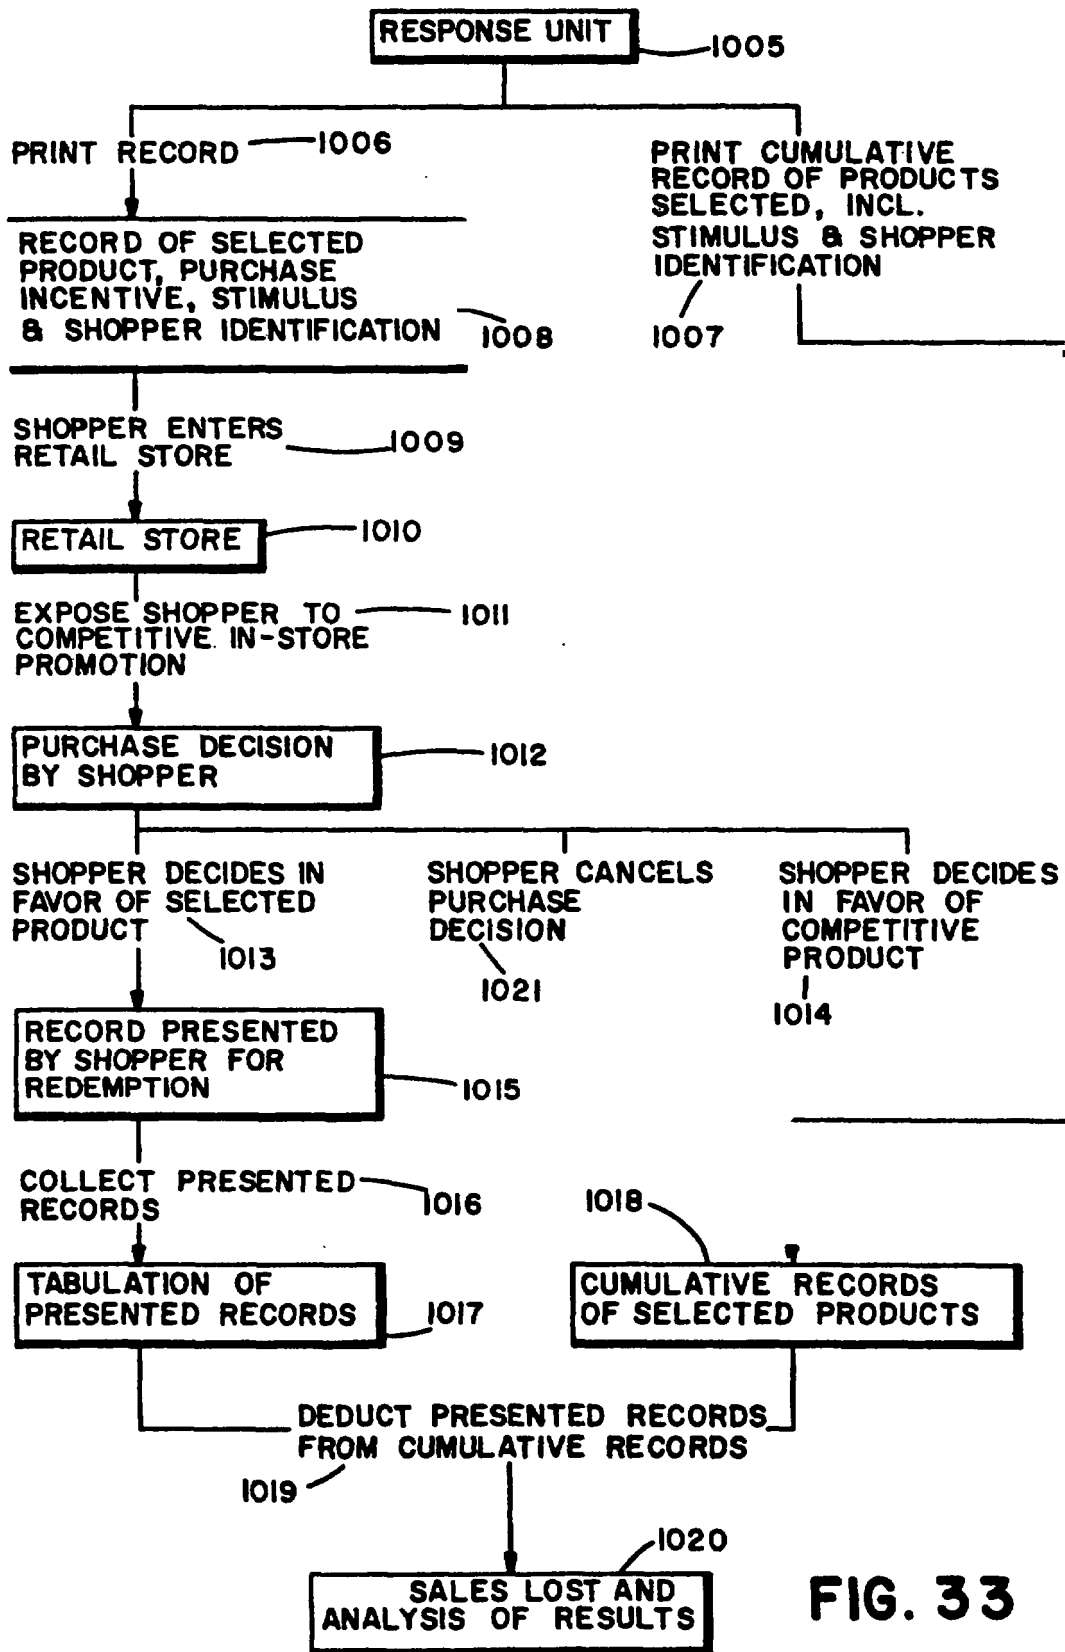 RESPONSE UNIT
1005
PRINT RECORD
1006
PRINT CUMULATIVE
RECORD OF PRODUCTS
SELECTED, INCL.
STIMULUS & SHOPPER
IDENTIFICATION
1007
RECORD OF SELECTED
PRODUCT, PURCHASE
INCENTIVE, STIMULUS
& SHOPPER IDENTIFICATION
1008
SHOPPER ENTERS
RETAIL STORE
1009
RETAIL STORE
1010
EXPOSE SHOPPER TO
COMPETITIVE IN-STORE
PROMOTION
1011
PURCHASE DECISION
BY SHOPPER
1012
SHOPPER DECIDES IN
FAVOR OF SELECTED
PRODUCT
1013
SHOPPER CANCELS
PURCHASE
DECISION
1021
SHOPPER DECIDES
IN FAVOR OF
COMPETITIVE
PRODUCT
1014
RECORD PRESENTED
BY SHOPPER FOR
REDEMPTION
1015
COLLECT PRESENTED
RECORDS
1016
1018
TABULATION OF
PRESENTED RECORDS
1017
CUMULATIVE RECORDS
OF SELECTED PRODUCTS
DEDUCT PRESENTED RECORDS
FROM CUMULATIVE RECORDS
1019
1020
SALES LOST AND
ANALYSIS OF RESULTS
FIG. 33